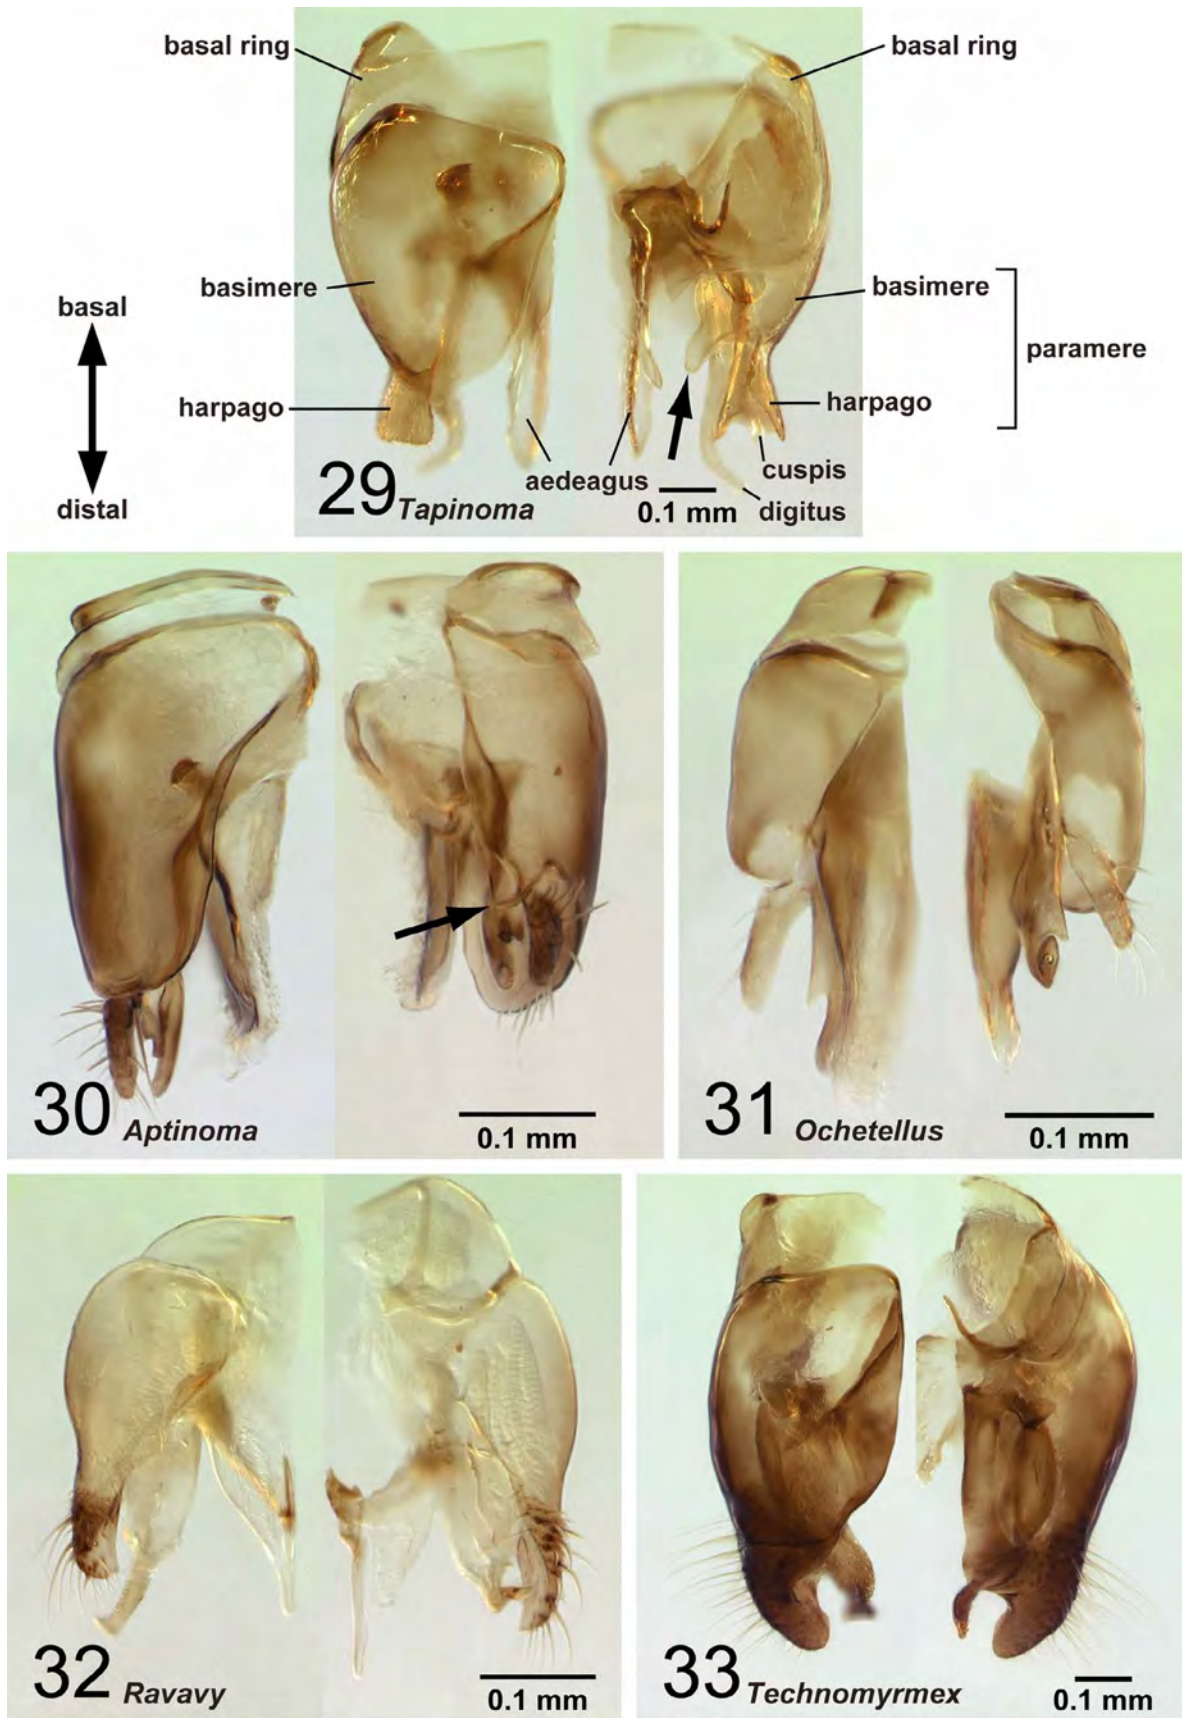 basal ring
basal ring
basimere
basimere
basal
paramere
harpago
harpago
cuspis
aedeagus
distal
29 Tapinoma
0.1 mm
digitus
30 Aptinoma
0.1 mm
31 Ochetellus
0.1 mm
32 Ravavy
0.1 mm
33 Technomyrmex
0.1 mm